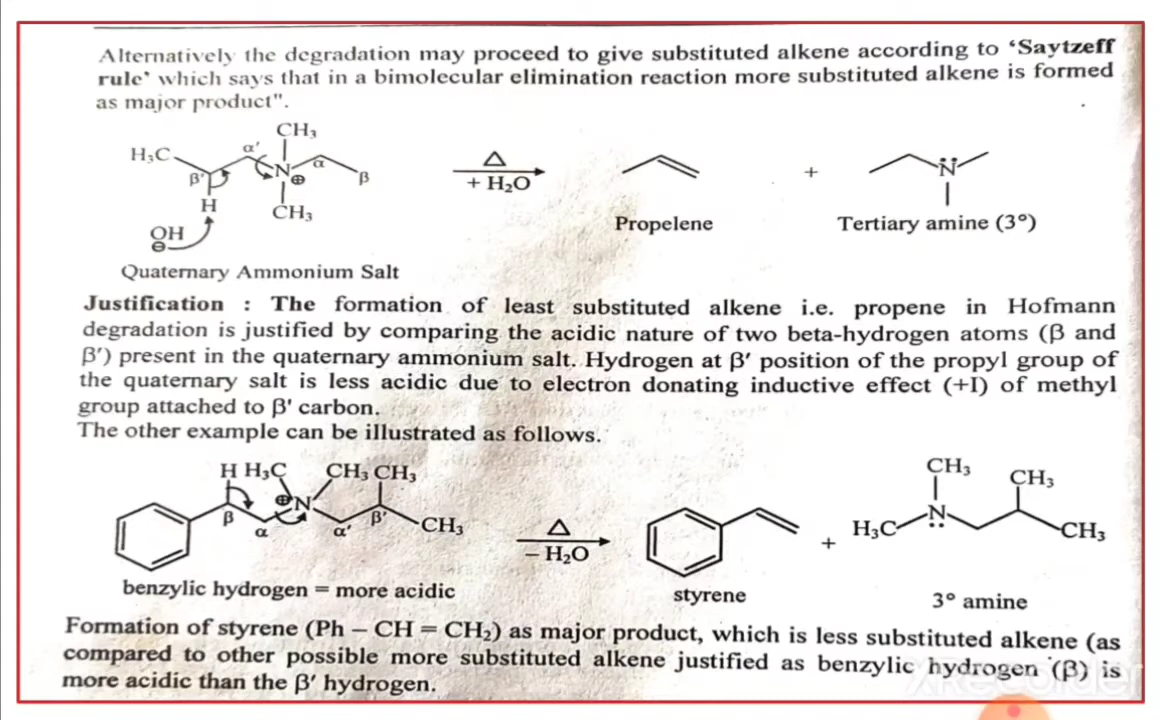 Alternatively the degradation may proceed to give substituted alkene according to ‘Saytzeff
rule’ which says that in a bimolecular elimination reaction more substituted alkene is formed
as major product".
CH₃
H₃C α' N α
β' ⊕ β
H CH₃
OH
⊖
Δ
+ H₂O
+
N
Propelene
Tertiary amine (3°)
Quaternary Ammonium Salt
Justification : The formation of least substituted alkene i.e. propene in Hofmann
degradation is justified by comparing the acidic nature of two beta-hydrogen atoms (β and
β′) present in the quaternary ammonium salt. Hydrogen at β′ position of the propyl group of
the quaternary salt is less acidic due to electron donating inductive effect (+I) of methyl
group attached to β' carbon.
The other example can be illustrated as follows.
H H₃C CH₃ CH₃
⊕N
β α α' β' CH₃
Δ
− H₂O
+
CH₃ CH₃
H₃C N CH₃
benzylic hydrogen = more acidic
styrene
3° amine
Formation of styrene (Ph − CH = CH₂) as major product, which is less substituted alkene (as
compared to other possible more substituted alkene justified as benzylic hydrogen (β) is
more acidic than the β′ hydrogen.
XRecorder